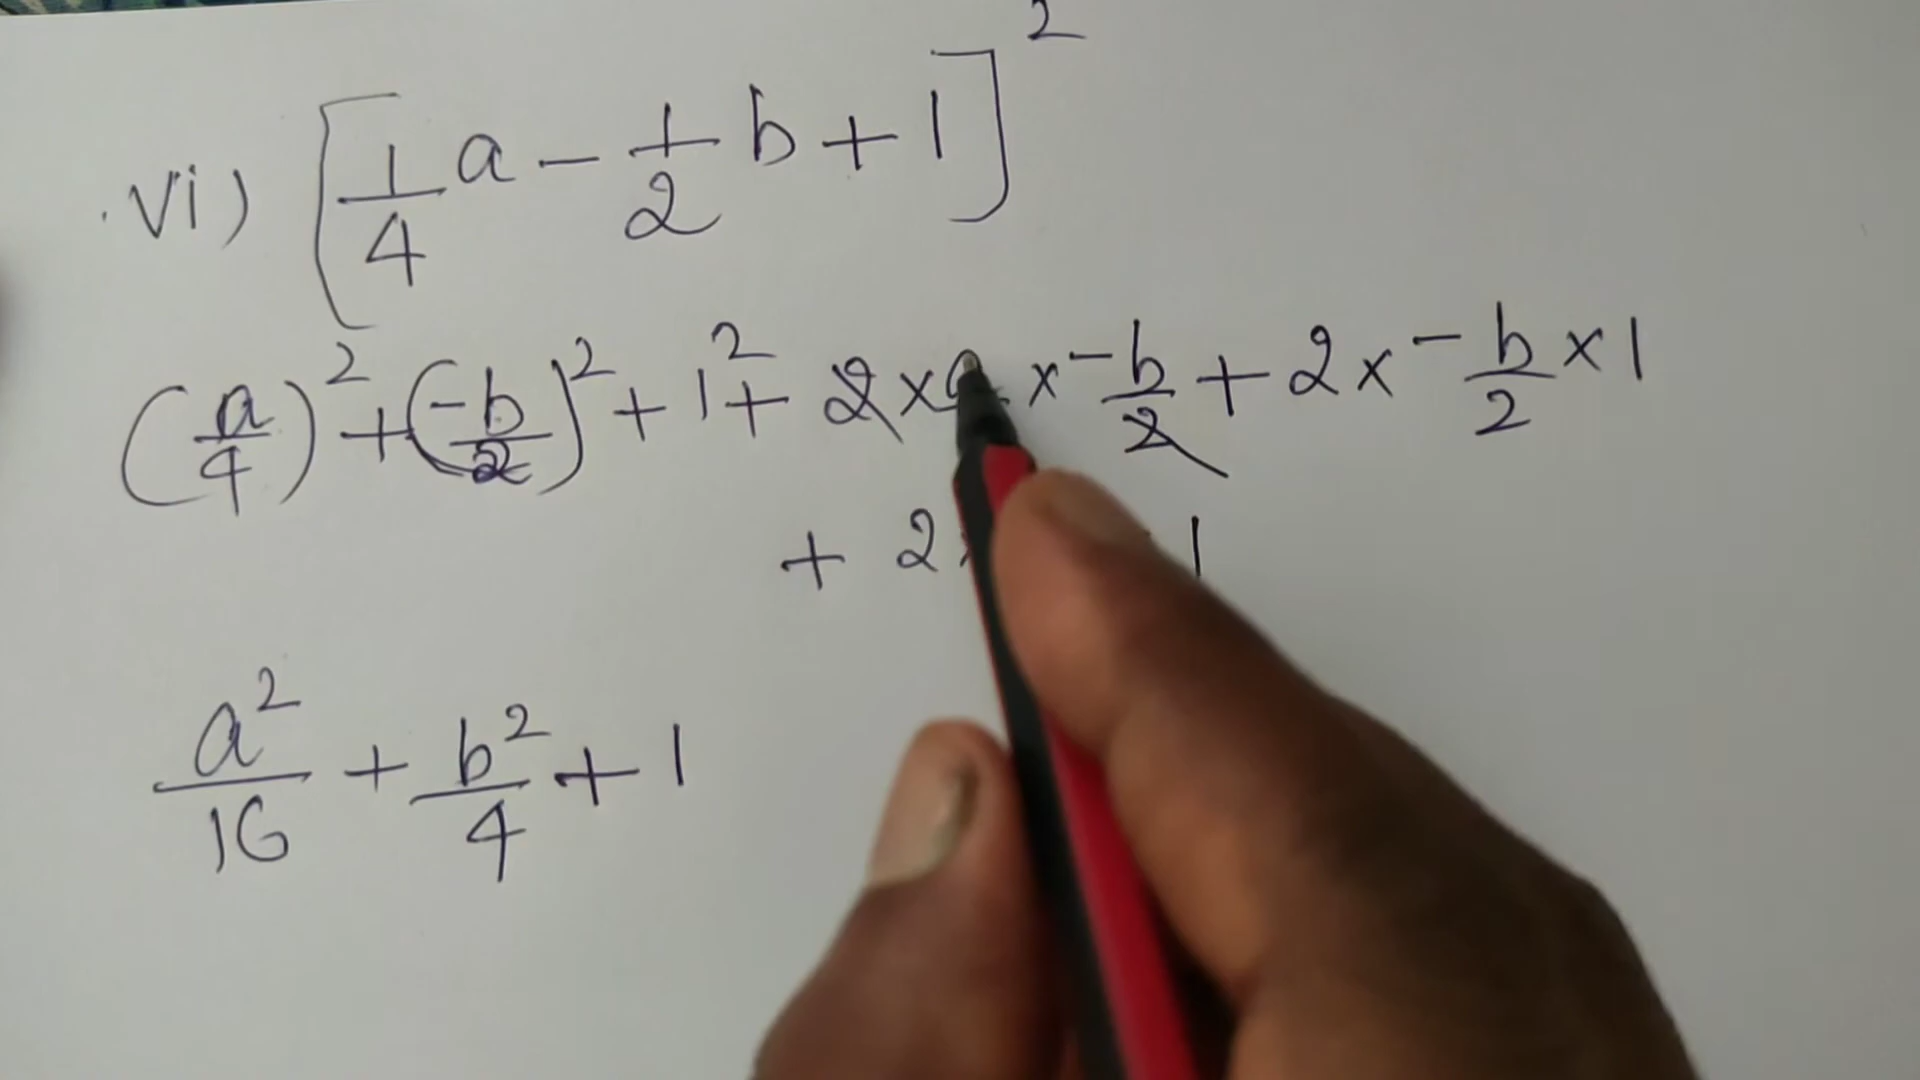 vi) [1/4 a - 1/2 b + 1]²
(a/4)² + (-b/2)² + 1² + 2 × a × -b/2 + 2 × -b/2 × 1
+ 2 1
a²/16 + b²/4 + 1